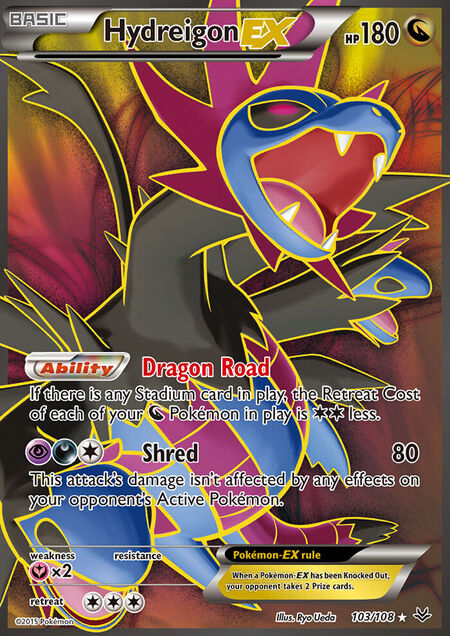 BASIC
Hydreigon EX HP180
Ability Dragon Road
If there is any Stadium card in play, the Retreat Cost
of each of your Pokémon in play is less.
Shred 80
This attack's damage isn't affected by any effects on
your opponent's Active Pokémon.
weakness resistance
×2
retreat
Pokémon-EX rule
When a Pokémon-EX has been Knocked Out,
your opponent takes 2 Prize cards.
©2015 Pokémon
Illus. Ryo Ueda 103/108